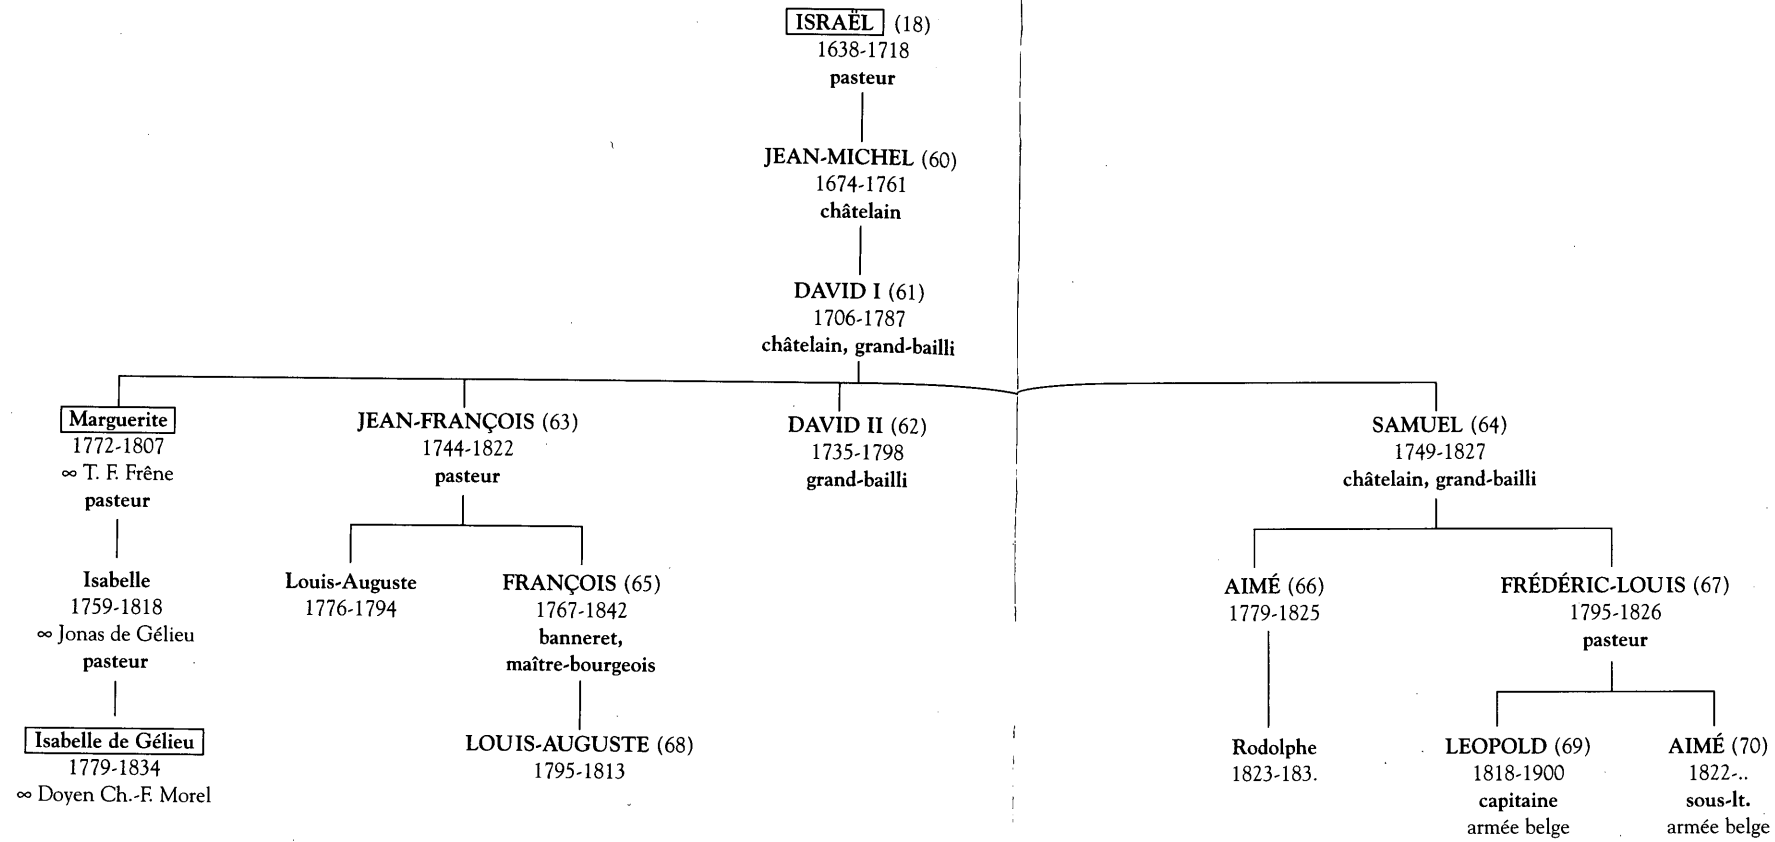 ISRAËL (18)
1638-1718
pasteur
JEAN-MICHEL (60)
1674-1761
châtelain
DAVID I (61)
1706-1787
châtelain, grand-bailli
Marguerite
1772-1807
∞ T. F. Frêne
pasteur
JEAN-FRANÇOIS (63)
1744-1822
pasteur
DAVID II (62)
1735-1798
grand-bailli
SAMUEL (64)
1749-1827
châtelain, grand-bailli
Isabelle
1759-1818
∞ Jonas de Gélieu
pasteur
Louis-Auguste
1776-1794
FRANÇOIS (65)
1767-1842
banneret,
maître-bourgeois
AIMÉ (66)
1779-1825
FRÉDÉRIC-LOUIS (67)
1795-1826
pasteur
Isabelle de Gélieu
1779-1834
∞ Doyen Ch.-F. Morel
LOUIS-AUGUSTE (68)
1795-1813
Rodolphe
1823-183.
LEOPOLD (69)
1818-1900
capitaine
armée belge
AIMÉ (70)
1822-..
sous-lt.
armée belge